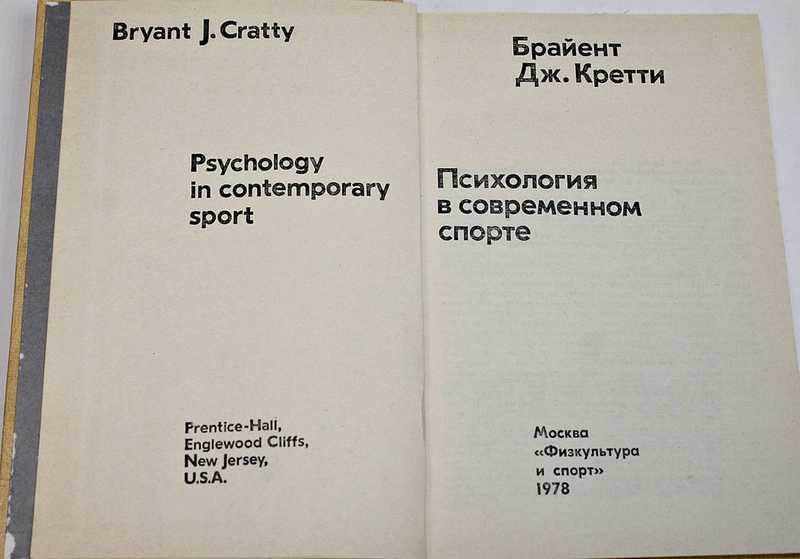 Bryant J. Cratty
Psychology
in contemporary
sport
Prentice-Hall,
Englewood Cliffs,
New Jersey,
U.S.A.
Брайент
Дж. Кретти
Психология
в современном
спорте
Москва
«Физкультура
и спорт»
1978